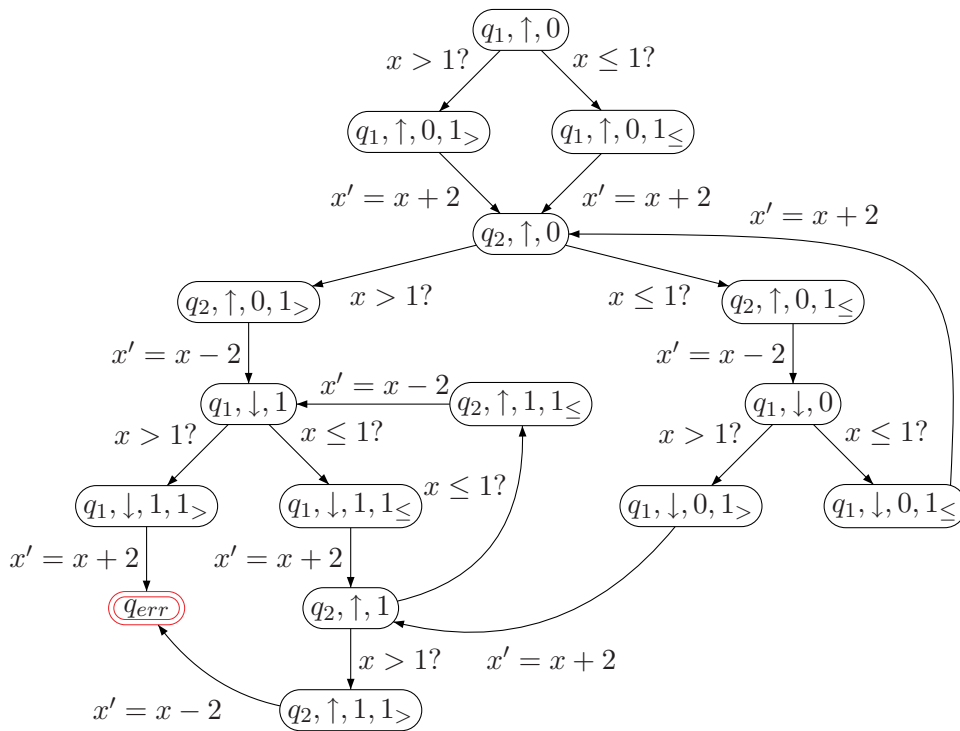 q₁, ↑, 0
x > 1?
x ≤ 1?
q₁, ↑, 0, 1>
q₁, ↑, 0, 1≤
x′ = x + 2
x′ = x + 2
x′ = x + 2
q₂, ↑, 0
x > 1?
x ≤ 1?
q₂, ↑, 0, 1>
q₂, ↑, 0, 1≤
x′ = x − 2
x′ = x − 2
x′ = x − 2
q₁, ↓, 1
q₂, ↑, 1, 1≤
q₁, ↓, 0
x > 1?
x ≤ 1?
x > 1?
x ≤ 1?
x ≤ 1?
q₁, ↓, 1, 1>
q₁, ↓, 1, 1≤
q₁, ↓, 0, 1>
q₁, ↓, 0, 1≤
x′ = x + 2
x′ = x + 2
q_err
q₂, ↑, 1
x > 1?
x′ = x + 2
x′ = x − 2
q₂, ↑, 1, 1>